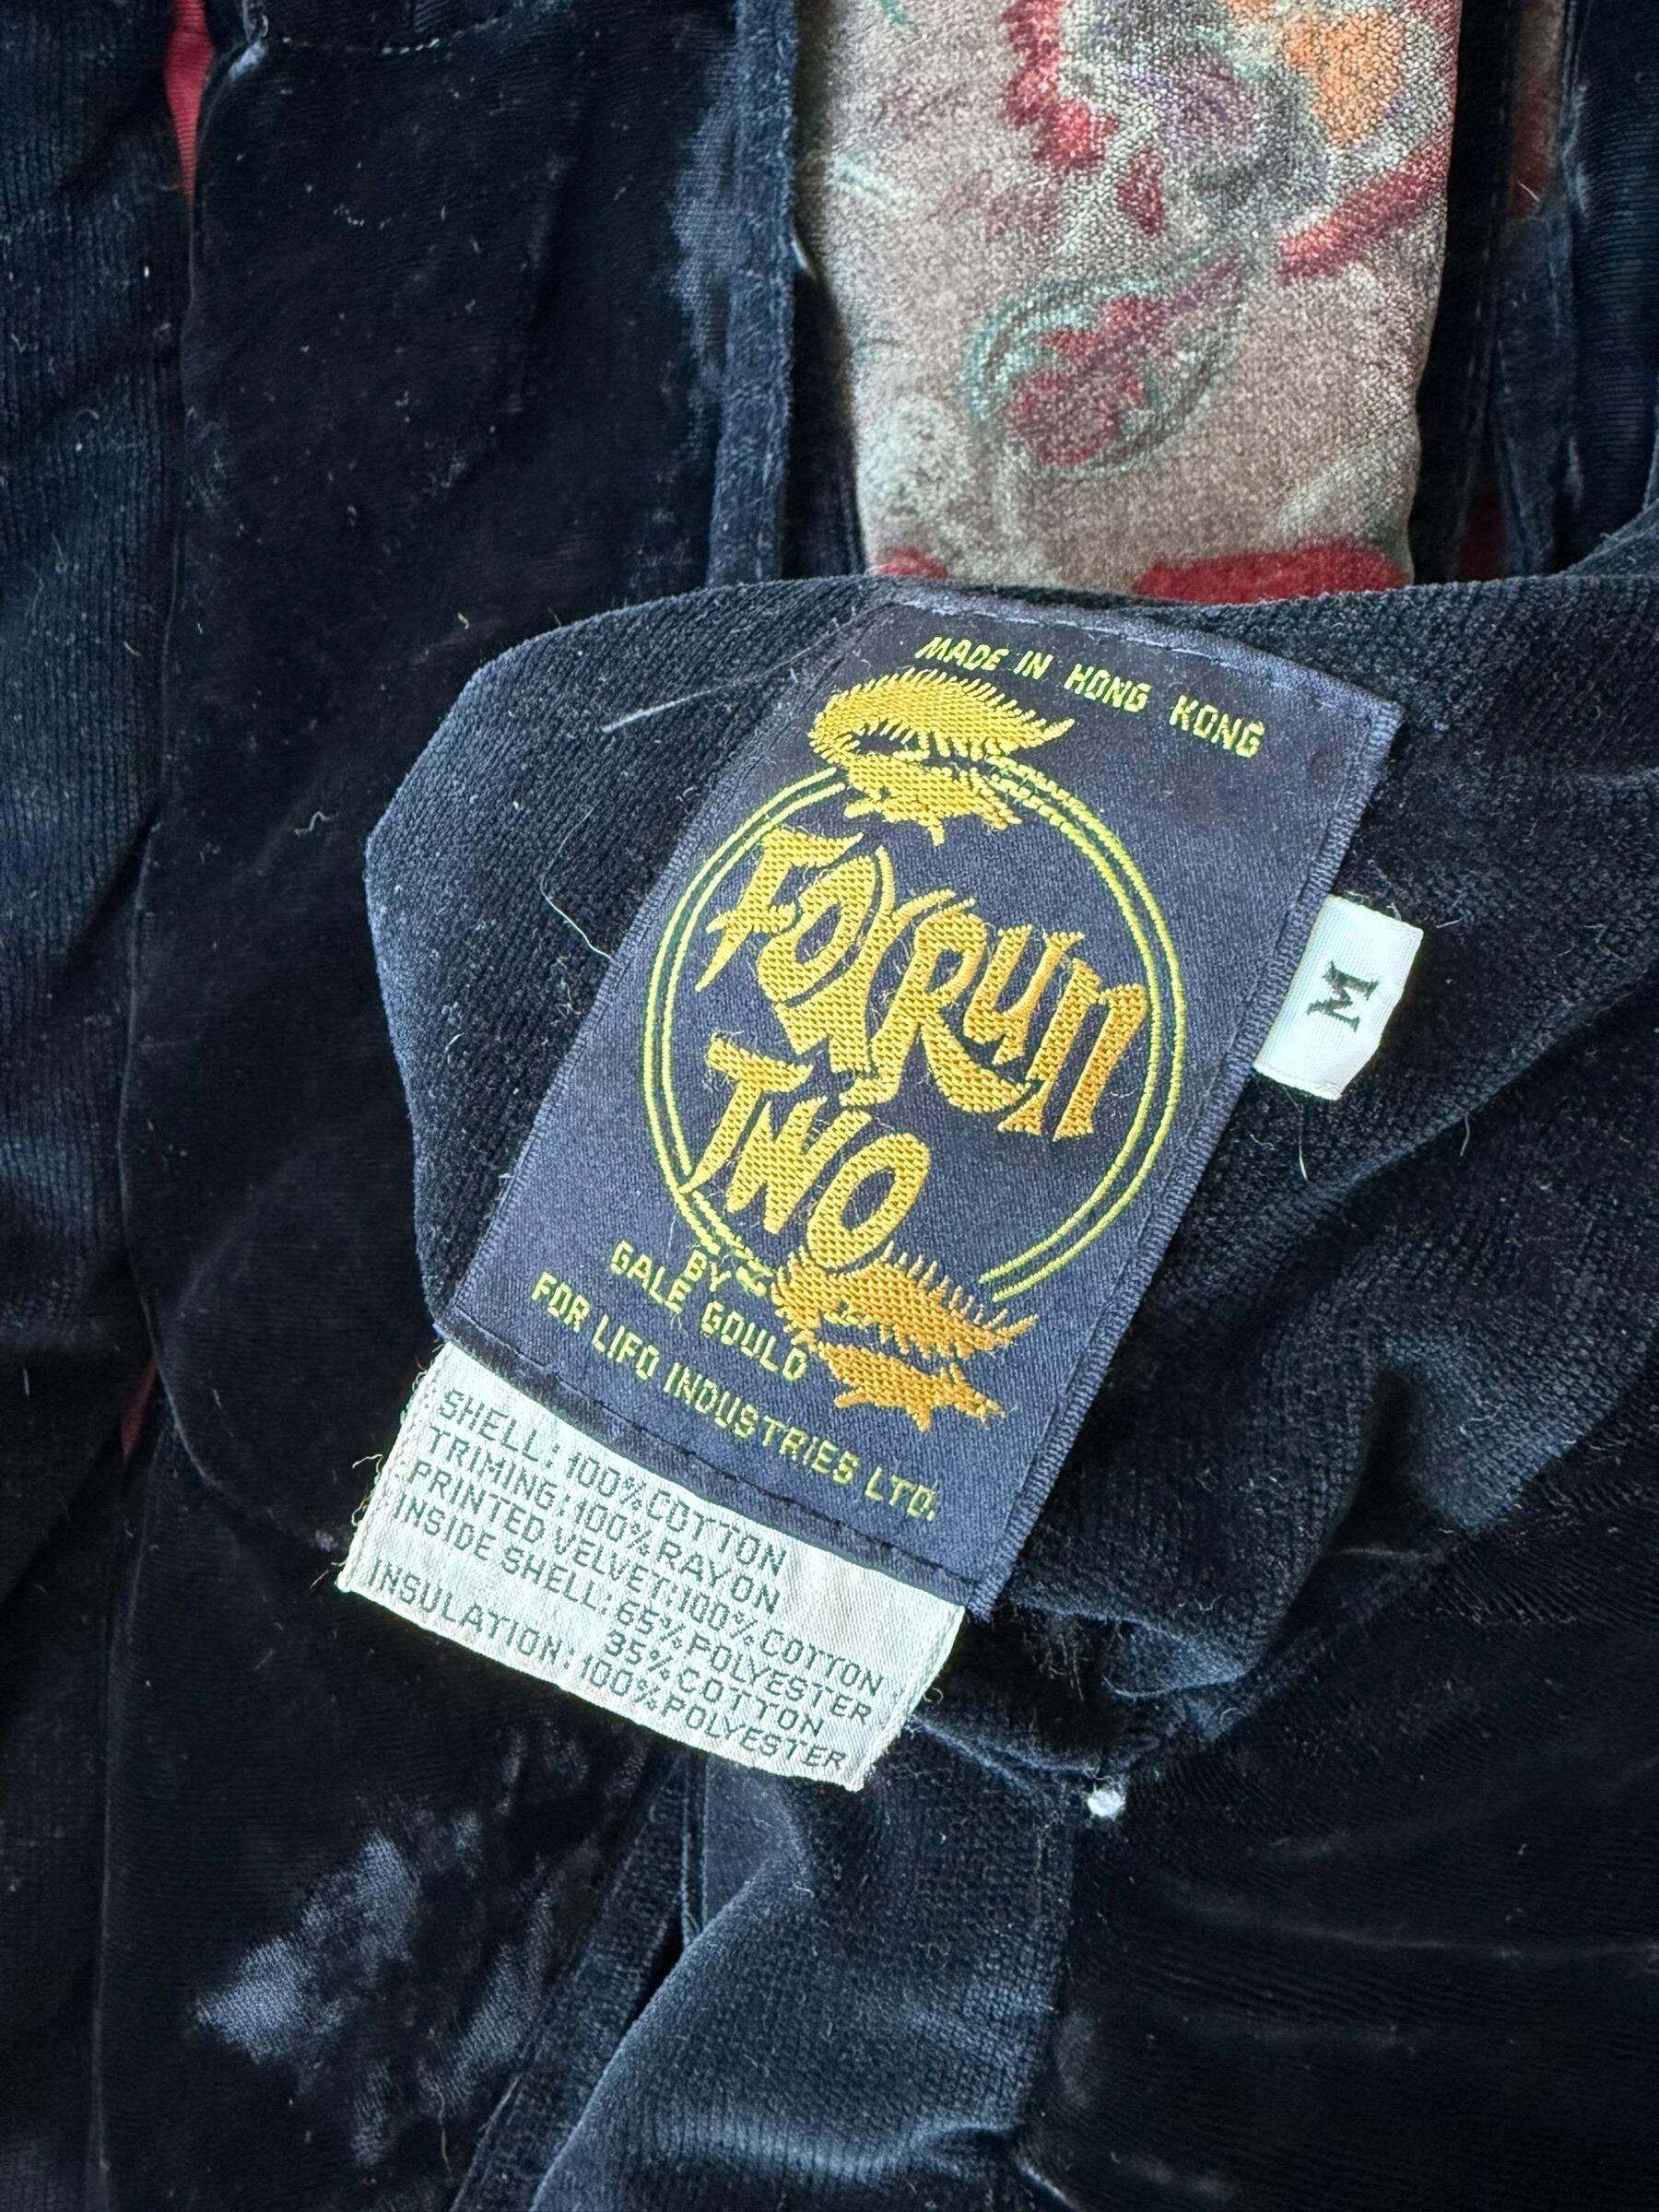 MADE IN HONG KONG
FOXRUN
TWO
BY
GALE GOULD
FOR LIFO INDUSTRIES LTD.
M
SHELL: 100% COTTON
TRIMING: 100% RAYON
PRINTED VELVET: 100% COTTON
INSIDE SHELL: 65% POLYESTER
35% COTTON
INSULATION: 100% POLYESTER